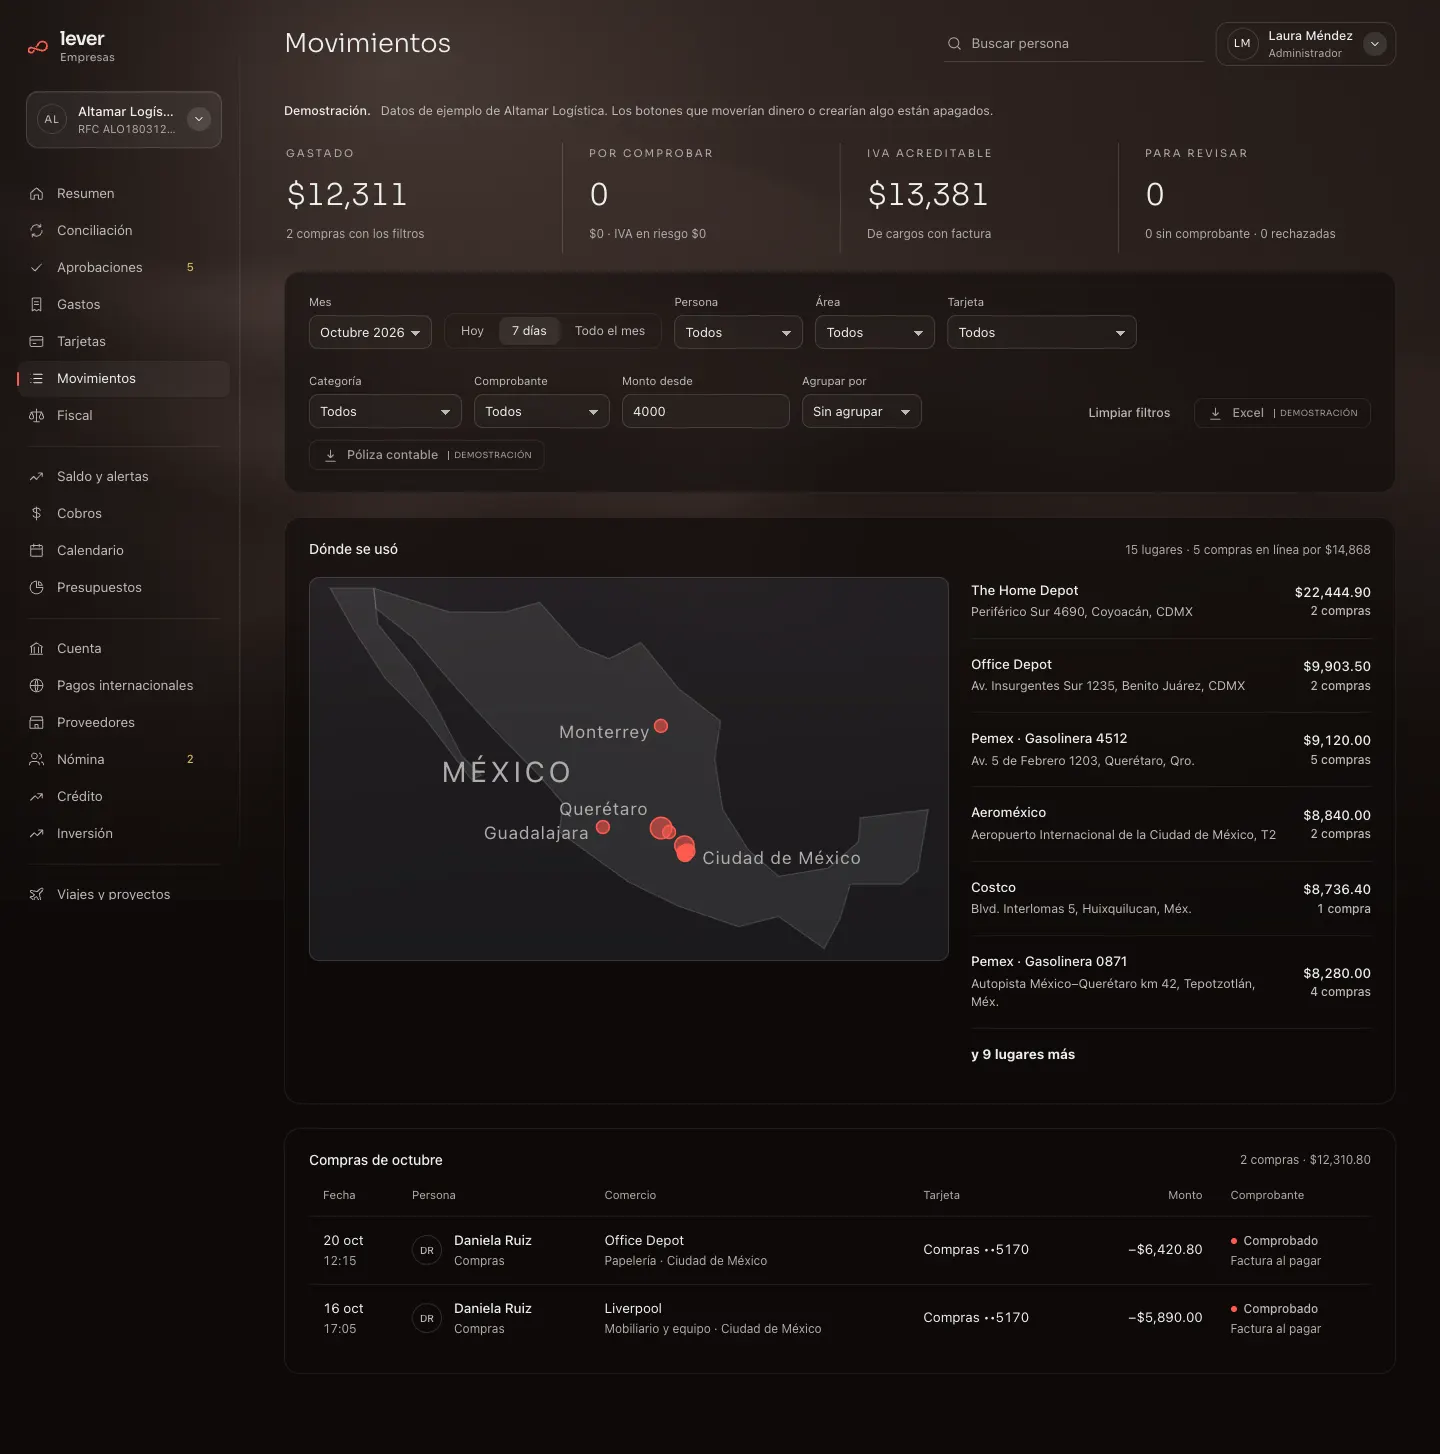 lever
Empresas
AL
Altamar Logís...
RFC ALO180312...
Resumen
Conciliación
Aprobaciones 5
Gastos
Tarjetas
Movimientos
Fiscal
Saldo y alertas
Cobros
Calendario
Presupuestos
Cuenta
Pagos internacionales
Proveedores
Nómina 2
Crédito
Inversión
Viajes y proyectos
Movimientos
Buscar persona
LM
Laura Méndez
Administrador
Demostración. Datos de ejemplo de Altamar Logística. Los botones que moverían dinero o crearían algo están apagados.
GASTADO
$12,311
2 compras con los filtros
POR COMPROBAR
0
$0 · IVA en riesgo $0
IVA ACREDITABLE
$13,381
De cargos con factura
PARA REVISAR
0
0 sin comprobante · 0 rechazadas
Mes
Octubre 2026
Hoy
7 días
Todo el mes
Persona
Todos
Área
Todos
Tarjeta
Todos
Categoría
Todos
Comprobante
Todos
Monto desde
4000
Agrupar por
Sin agrupar
Limpiar filtros
Excel | DEMOSTRACIÓN
Póliza contable | DEMOSTRACIÓN
Dónde se usó
15 lugares · 5 compras en línea por $14,868
Monterrey
MÉXICO
Querétaro
Guadalajara
Ciudad de México
The Home Depot
Periférico Sur 4690, Coyoacán, CDMX
$22,444.90
2 compras
Office Depot
Av. Insurgentes Sur 1235, Benito Juárez, CDMX
$9,903.50
2 compras
Pemex · Gasolinera 4512
Av. 5 de Febrero 1203, Querétaro, Qro.
$9,120.00
5 compras
Aeroméxico
Aeropuerto Internacional de la Ciudad de México, T2
$8,840.00
2 compras
Costco
Blvd. Interlomas 5, Huixquilucan, Méx.
$8,736.40
1 compra
Pemex · Gasolinera 0871
Autopista México–Querétaro km 42, Tepotzotlán,
Méx.
$8,280.00
4 compras
y 9 lugares más
Compras de octubre
2 compras · $12,310.80
Fecha Persona Comercio Tarjeta Monto Comprobante
20 oct
12:15
DR
Daniela Ruiz
Compras
Office Depot
Papelería · Ciudad de México
Compras ••5170
−$6,420.80
Comprobado
Factura al pagar
16 oct
17:05
DR
Daniela Ruiz
Compras
Liverpool
Mobiliario y equipo · Ciudad de México
Compras ••5170
−$5,890.00
Comprobado
Factura al pagar